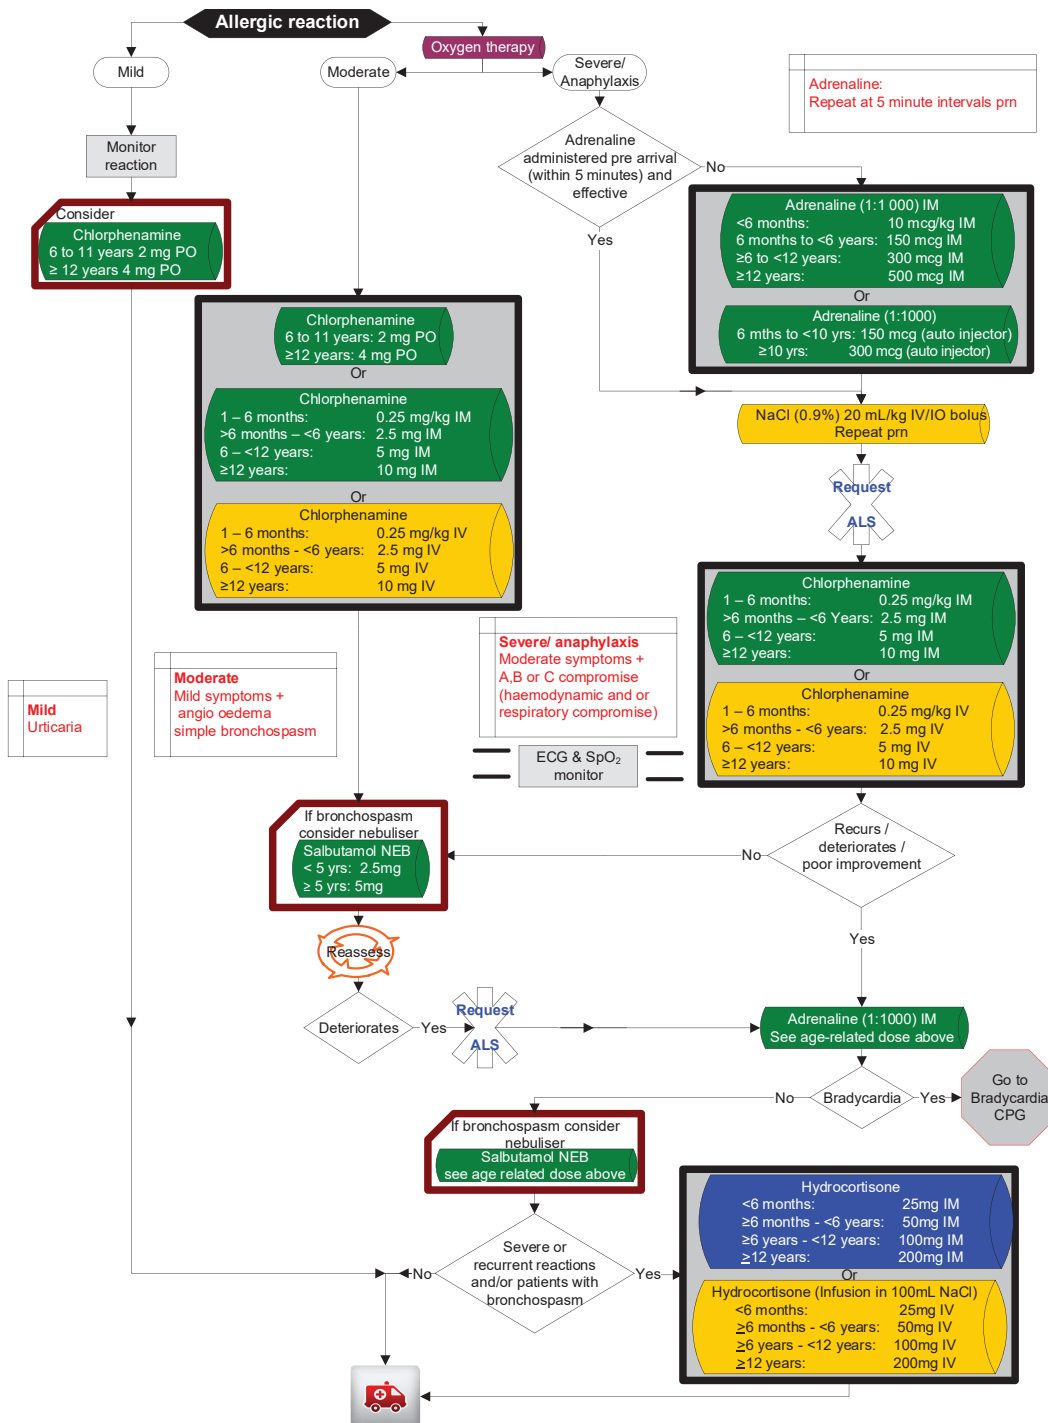 Allergic reaction
Oxygen therapy
Mild
Moderate
Severe/
Anaphylaxis
Adrenaline:
Repeat at 5 minute intervals prn
Monitor
reaction
Adrenaline
administered pre arrival
(within 5 minutes) and
effective
No
Yes
Consider
Chlorphenamine
6 to 11 years 2 mg PO
≥ 12 years 4 mg PO
Adrenaline (1:1 000) IM
<6 months: 10 mcg/kg IM
6 months to <6 years: 150 mcg IM
≥6 to <12 years: 300 mcg IM
≥12 years: 500 mcg IM
Or
Adrenaline (1:1000)
6 mths to <10 yrs: 150 mcg (auto injector)
≥10 yrs: 300 mcg (auto injector)
Chlorphenamine
6 to 11 years: 2 mg PO
≥12 years: 4 mg PO
Or
Chlorphenamine
1 – 6 months: 0.25 mg/kg IM
>6 months – <6 years: 2.5 mg IM
6 – <12 years: 5 mg IM
≥12 years: 10 mg IM
Or
Chlorphenamine
1 – 6 months: 0.25 mg/kg IV
>6 months - <6 years: 2.5 mg IV
6 – <12 years: 5 mg IV
≥12 years: 10 mg IV
NaCl (0.9%) 20 mL/kg IV/IO bolus
Repeat prn
Request
ALS
Chlorphenamine
1 – 6 months: 0.25 mg/kg IM
>6 months – <6 Years: 2.5 mg IM
6 – <12 years: 5 mg IM
≥12 years: 10 mg IM
Or
Chlorphenamine
1 – 6 months: 0.25 mg/kg IV
>6 months - <6 years: 2.5 mg IV
6 – <12 years: 5 mg IV
≥12 years: 10 mg IV
Mild
Urticaria
Moderate
Mild symptoms +
angio oedema
simple bronchospasm
Severe/ anaphylaxis
Moderate symptoms +
A,B or C compromise
(haemodynamic and or
respiratory compromise)
ECG & SpO₂
monitor
If bronchospasm
consider nebuliser
Salbutamol NEB
< 5 yrs: 2.5mg
≥ 5 yrs: 5mg
No
Recurs /
deteriorates /
poor improvement
Yes
Reassess
Deteriorates
Yes
Request
ALS
Adrenaline (1:1000) IM
See age-related dose above
No
Bradycardia
Yes
Go to
Bradycardia
CPG
If bronchospasm consider
nebuliser
Salbutamol NEB
see age related dose above
Severe or
recurrent reactions
and/or patients with
bronchospasm
No
Yes
Hydrocortisone
<6 months: 25mg IM
≥6 months - <6 years: 50mg IM
≥6 years - <12 years: 100mg IM
≥12 years: 200mg IM
Or
Hydrocortisone (Infusion in 100mL NaCl)
<6 months: 25mg IV
≥6 months - <6 years: 50mg IV
≥6 years - <12 years: 100mg IV
≥12 years: 200mg IV